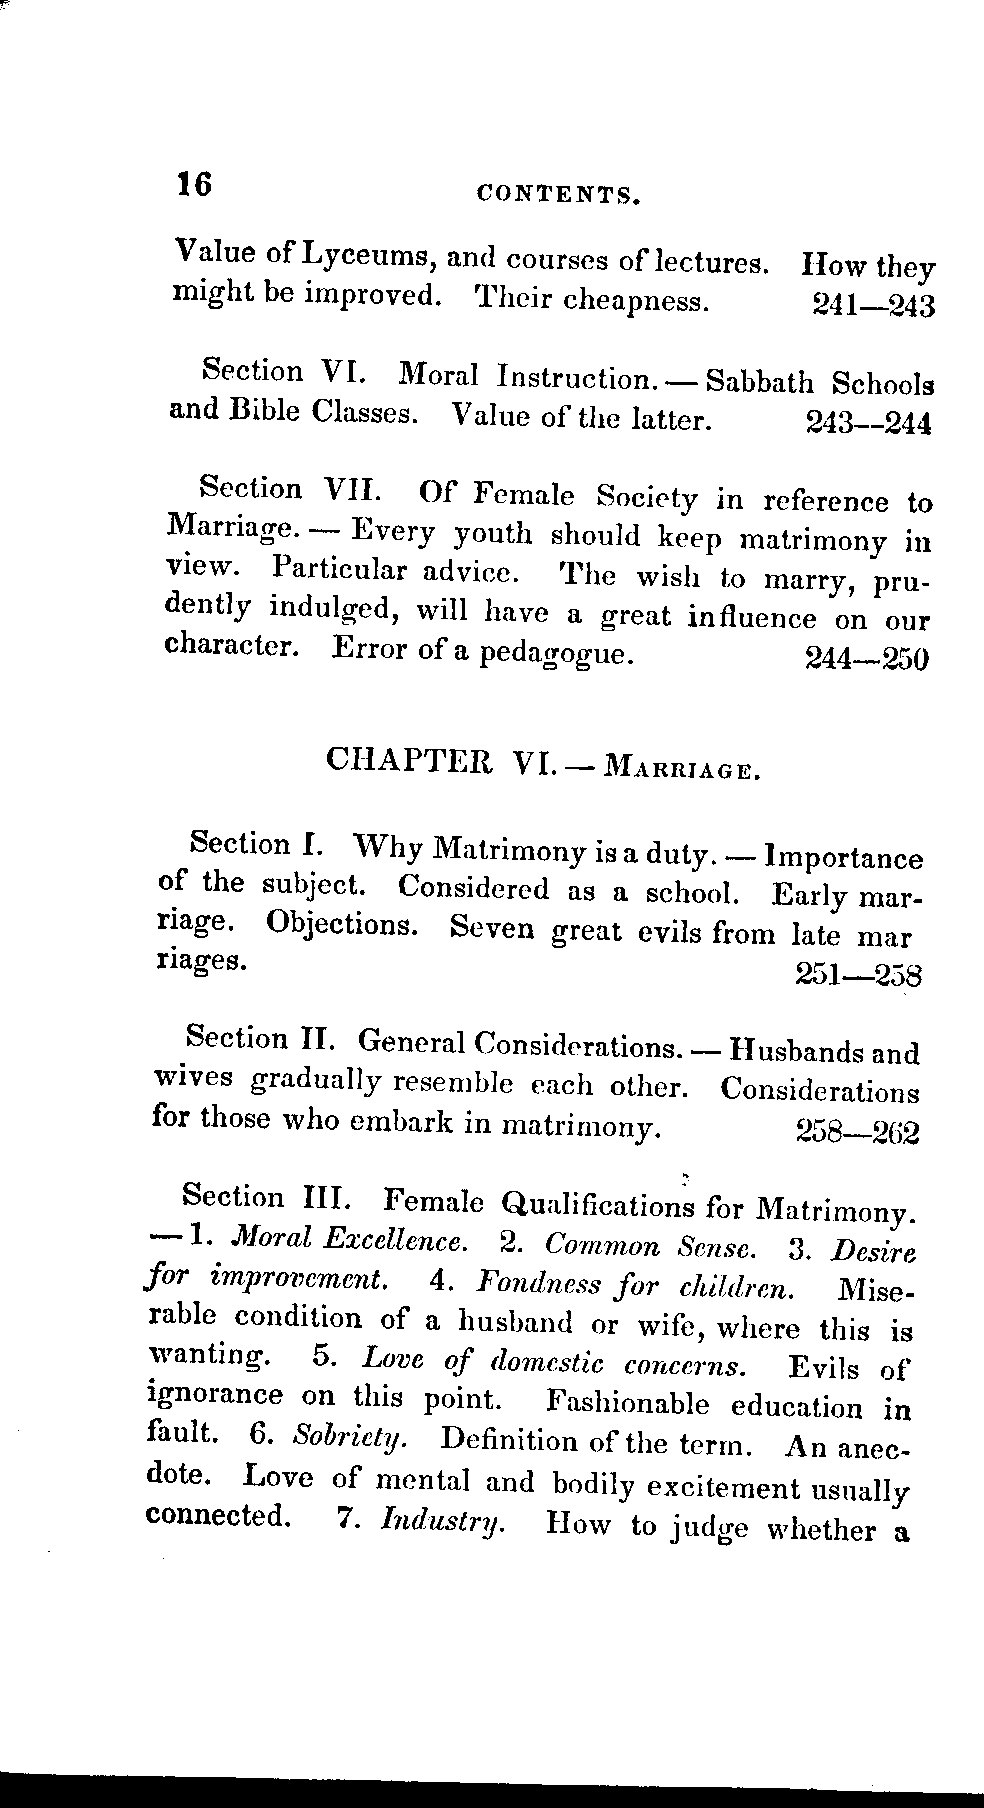 16 CONTENTS.
Value of Lyceums, and courses of lectures. How they
might be improved. Their cheapness. 241—243
Section VI. Moral Instruction. — Sabbath Schools
and Bible Classes. Value of the latter. 243—244
Section VII. Of Female Society in reference to
Marriage. — Every youth should keep matrimony in
view. Particular advice. The wish to marry, pru-
dently indulged, will have a great influence on our
character. Error of a pedagogue. 244—250
CHAPTER VI. — MARRIAGE.
Section I. Why Matrimony is a duty. — Importance
of the subject. Considered as a school. Early mar-
riage. Objections. Seven great evils from late mar
riages. 251—258
Section II. General Considerations. — Husbands and
wives gradually resemble each other. Considerations
for those who embark in matrimony. 258—262
Section III. Female Qualifications for Matrimony.
— 1. Moral Excellence. 2. Common Sense. 3. Desire
for improvement. 4. Fondness for children. Mise-
rable condition of a husband or wife, where this is
wanting. 5. Love of domestic concerns. Evils of
ignorance on this point. Fashionable education in
fault. 6. Sobriety. Definition of the term. An anec-
dote. Love of mental and bodily excitement usually
connected. 7. Industry. How to judge whether a